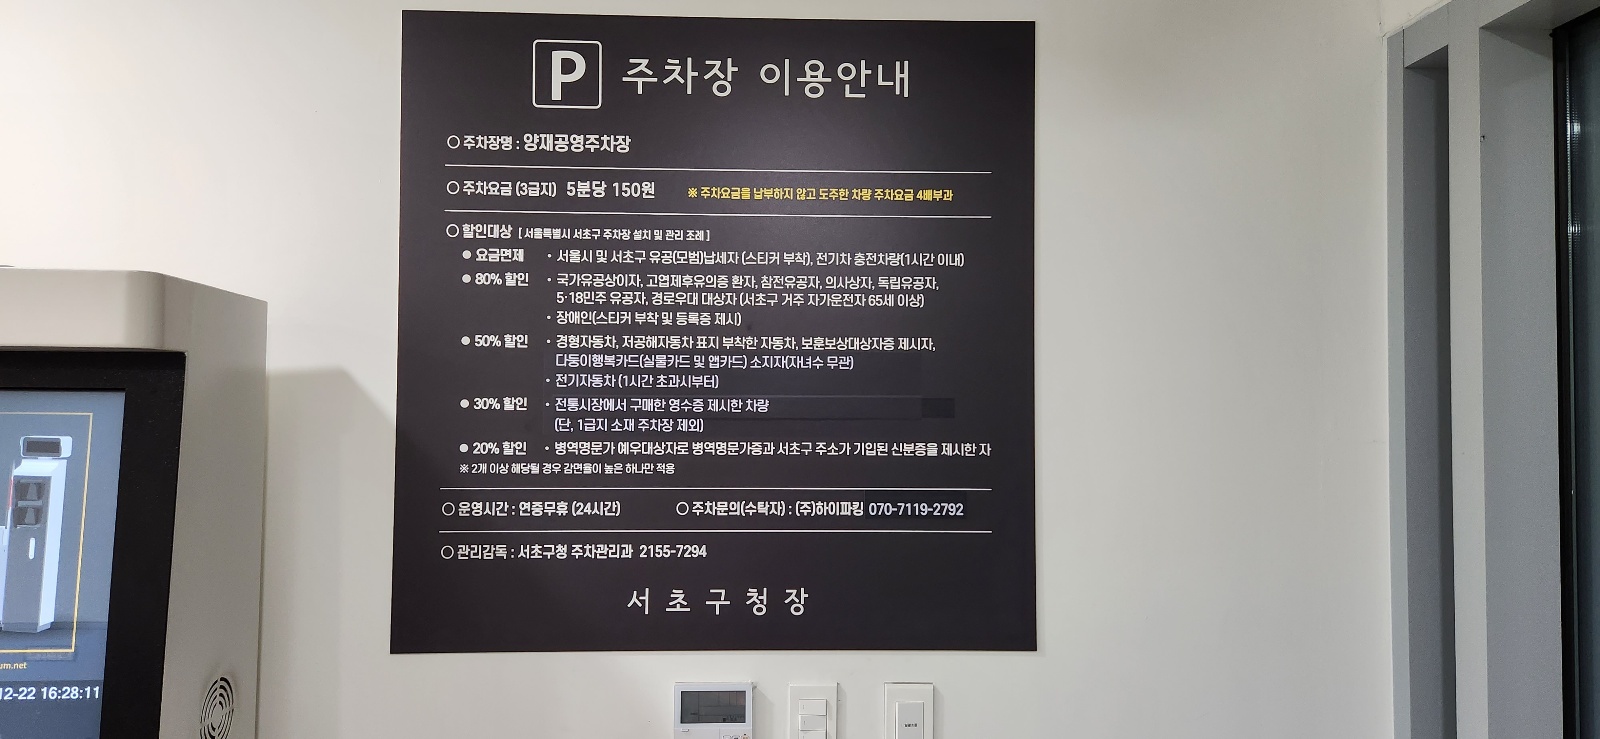 P 주차장 이용안내
○ 주차장명 : 양재공영주차장
○ 주차요금 (3급지) 5분당 150원 ※ 주차요금을 납부하지 않고 도주한 차량 주차요금 4배부과
○ 할인대상 [ 서울특별시 서초구 주차장 설치 및 관리 조례 ]
● 요금면제 · 서울시 및 서초구 유공(모범)납세자 (스티커 부착), 전기차 충전차량(1시간 이내)
● 80% 할인 · 국가유공상이자, 고엽제후유의증 환자, 참전유공자, 의사상자, 독립유공자,
5·18민주 유공자, 경로우대 대상자 (서초구 거주 자가운전자 65세 이상)
· 장애인(스티커 부착 및 등록증 제시)
● 50% 할인 · 경형자동차, 저공해자동차 표지 부착한 자동차, 보훈보상대상자증 제시자,
다둥이행복카드(실물카드 및 앱카드) 소지자(자녀수 무관)
· 전기자동차 (1시간 초과시부터)
● 30% 할인 · 전통시장에서 구매한 영수증 제시한 차량
(단, 1급지 소재 주차장 제외)
● 20% 할인 · 병역명문가 예우대상자로 병역명문가증과 서초구 주소가 기입된 신분증을 제시한 자
※ 2개 이상 해당될 경우 감면율이 높은 하나만 적용
○ 운영시간 : 연중무휴 (24시간) ○ 주차문의(수탁자) : (주)하이파킹 070-7119-2792
○ 관리감독 : 서초구청 주차관리과 2155-7294
서 초 구 청 장
um.net
12-22 16:28:11